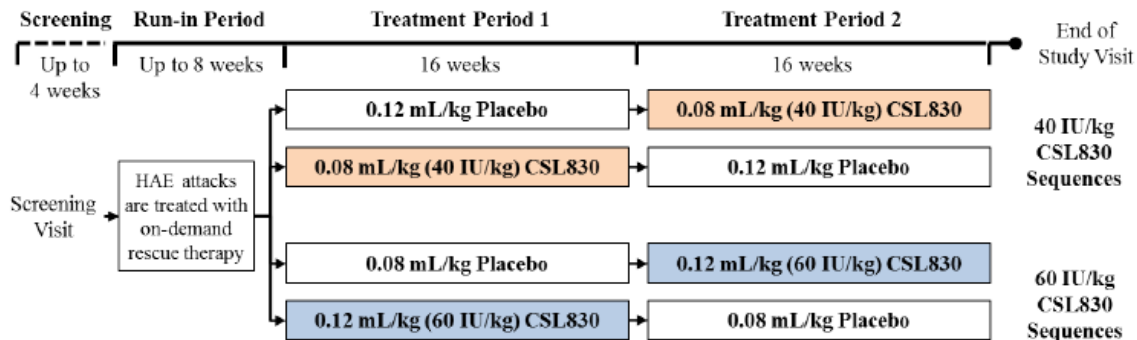 Screening Run-in Period Treatment Period 1 Treatment Period 2
End of
Study Visit
Up to
4 weeks
Up to 8 weeks
16 weeks
16 weeks
Screening
Visit
HAE attacks
are treated with
on-demand
rescue therapy
0.12 mL/kg Placebo
0.08 mL/kg (40 IU/kg) CSL830
0.08 mL/kg (40 IU/kg) CSL830
0.12 mL/kg Placebo
40 IU/kg
CSL830
Sequences
0.08 mL/kg Placebo
0.12 mL/kg (60 IU/kg) CSL830
0.12 mL/kg (60 IU/kg) CSL830
0.08 mL/kg Placebo
60 IU/kg
CSL830
Sequences